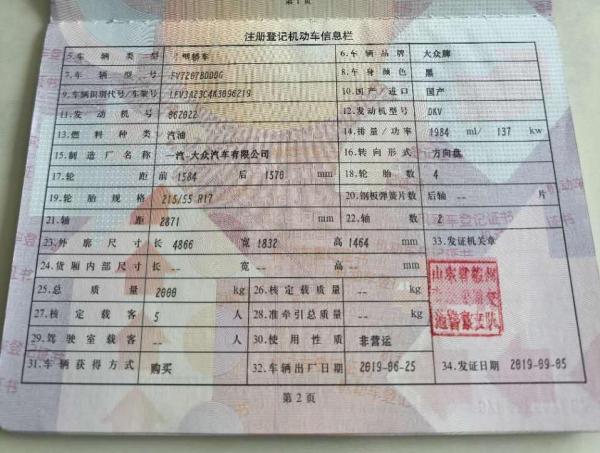 第1页
注册登记机动车信息栏
5.车辆类型 轿车 6.车辆品牌 大众牌
7.车辆型号 FV7207BDDBG 8.车身颜色 黑
9.车辆识别代号/车架号 LFV3A23C4K3096219 10.国产/进口 国产
11.发动机号 862022 12.发动机型号 DKV
13.燃料种类 汽油 14.排量/功率 1984 ml/ 137 kw
15.制造厂名称 一汽-大众汽车有限公司 16.转向形式 方向盘
17.轮距 前 1584 后 1570 mm 18.轮胎数 4
19.轮胎规格 215/55 R17 20.钢板弹簧片数 后轴 -- 片
21.轴距 2871 mm 22.轴数 2
23.外廓尺寸 长 4866 宽 1832 高 1464 mm 33.发证机关章
24.货厢内部尺寸 长 -- 宽 -- 高 -- mm
25.总质量 2000 kg 26.核定载质量 -- kg
27.核定载客 5 人 28.准牵引总质量 -- kg
29.驾驶室载客 -- 人 30.使用性质 非营运
31.车辆获得方式 购买 32.车辆出厂日期 2019-06-25 34.发证日期 2019-09-05
第2页